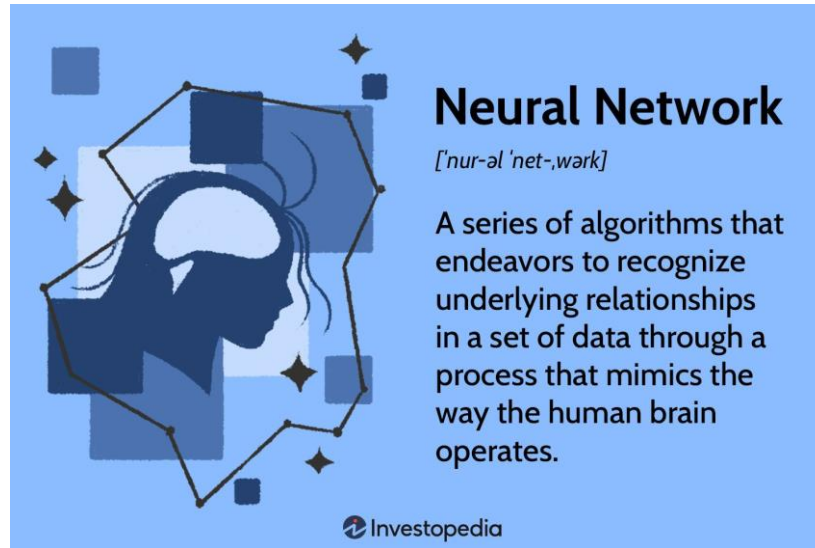 Neural Network
['nur-əl 'net-,wərk]
A series of algorithms that
endeavors to recognize
underlying relationships
in a set of data through a
process that mimics the
way the human brain
operates.
Investopedia